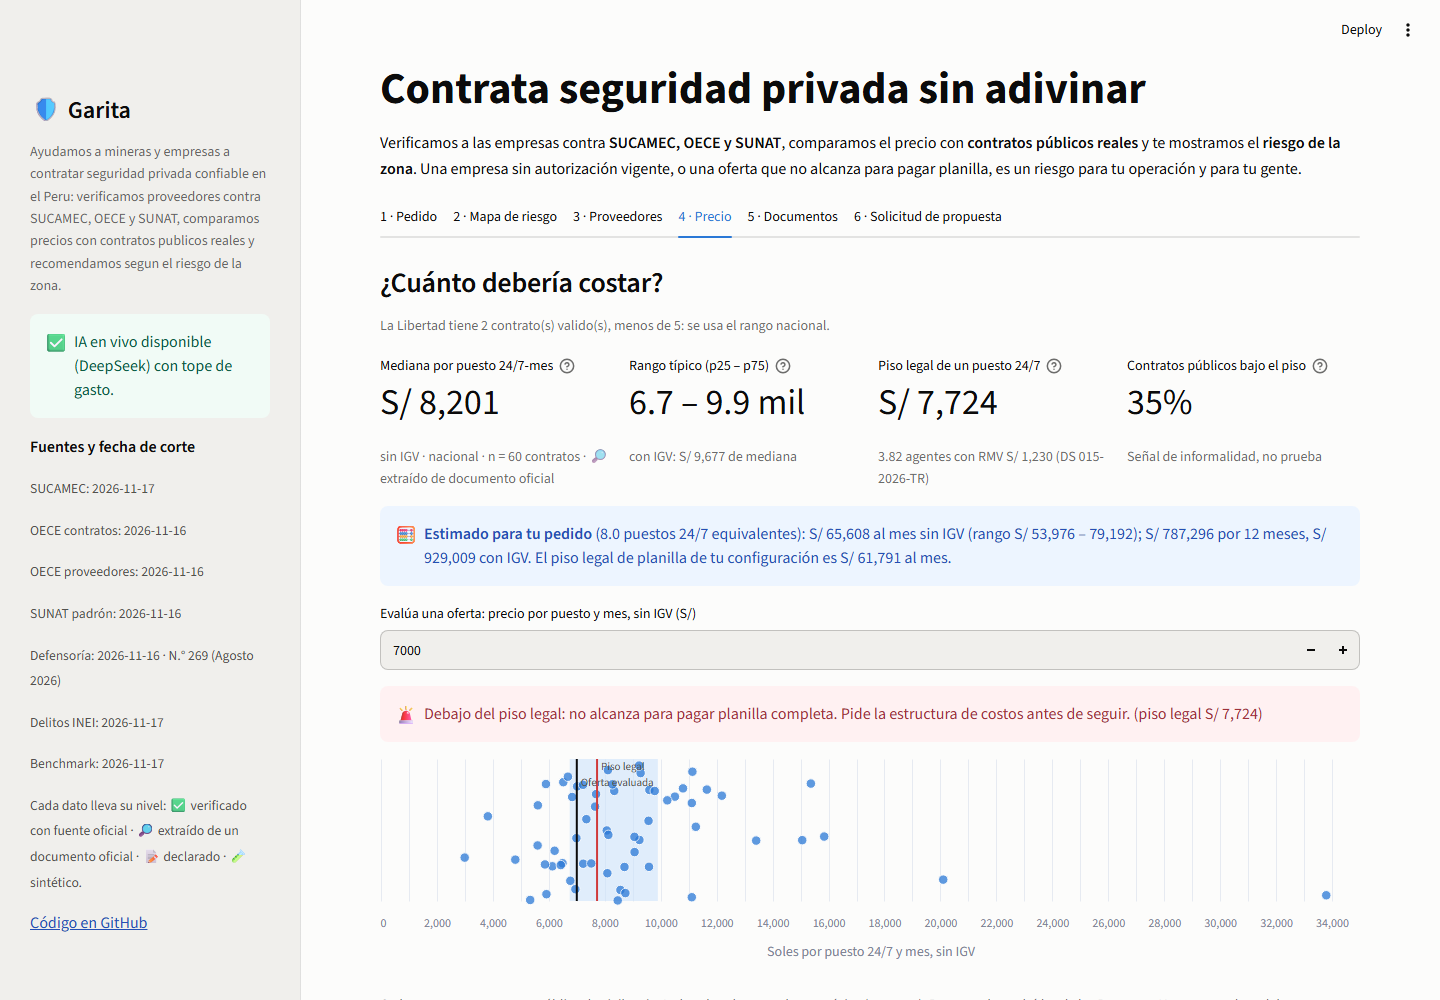 Deploy
Garita
Ayudamos a mineras y empresas a
contratar seguridad privada confiable en
el Peru: verificamos proveedores contra
SUCAMEC, OECE y SUNAT, comparamos
precios con contratos publicos reales y
recomendamos segun el riesgo de la
zona.
IA en vivo disponible
(DeepSeek) con tope de
gasto.
Fuentes y fecha de corte
SUCAMEC: 2026-11-17
OECE contratos: 2026-11-16
OECE proveedores: 2026-11-16
SUNAT padrón: 2026-11-16
Defensoría: 2026-11-16 · N.° 269 (Agosto
2026)
Delitos INEI: 2026-11-17
Benchmark: 2026-11-17
Cada dato lleva su nivel: ✅ verificado
con fuente oficial · 🔎 extraído de un
documento oficial · 📝 declarado · 🧪
sintético.
Código en GitHub
Contrata seguridad privada sin adivinar
Verificamos a las empresas contra SUCAMEC, OECE y SUNAT, comparamos el precio con contratos públicos reales y te mostramos el riesgo de la
zona. Una empresa sin autorización vigente, o una oferta que no alcanza para pagar planilla, es un riesgo para tu operación y para tu gente.
1 · Pedido 2 · Mapa de riesgo 3 · Proveedores 4 · Precio 5 · Documentos 6 · Solicitud de propuesta
¿Cuánto debería costar?
La Libertad tiene 2 contrato(s) valido(s), menos de 5: se usa el rango nacional.
Mediana por puesto 24/7-mes
S/ 8,201
sin IGV · nacional · n = 60 contratos · 🔎
extraído de documento oficial
Rango típico (p25 – p75)
6.7 – 9.9 mil
con IGV: S/ 9,677 de mediana
Piso legal de un puesto 24/7
S/ 7,724
3.82 agentes con RMV S/ 1,230 (DS 015-
2026-TR)
Contratos públicos bajo el piso
35%
Señal de informalidad, no prueba
Estimado para tu pedido (8.0 puestos 24/7 equivalentes): S/ 65,608 al mes sin IGV (rango S/ 53,976 – 79,192); S/ 787,296 por 12 meses, S/
929,009 con IGV. El piso legal de planilla de tu configuración es S/ 61,791 al mes.
Evalúa una oferta: precio por puesto y mes, sin IGV (S/)
7000
Debajo del piso legal: no alcanza para pagar planilla completa. Pide la estructura de costos antes de seguir. (piso legal S/ 7,724)
Piso legal
Oferta evaluada
0 2,000 4,000 6,000 8,000 10,000 12,000 14,000 16,000 18,000 20,000 22,000 24,000 26,000 28,000 30,000 32,000 34,000
Soles por puesto 24/7 y mes, sin IGV